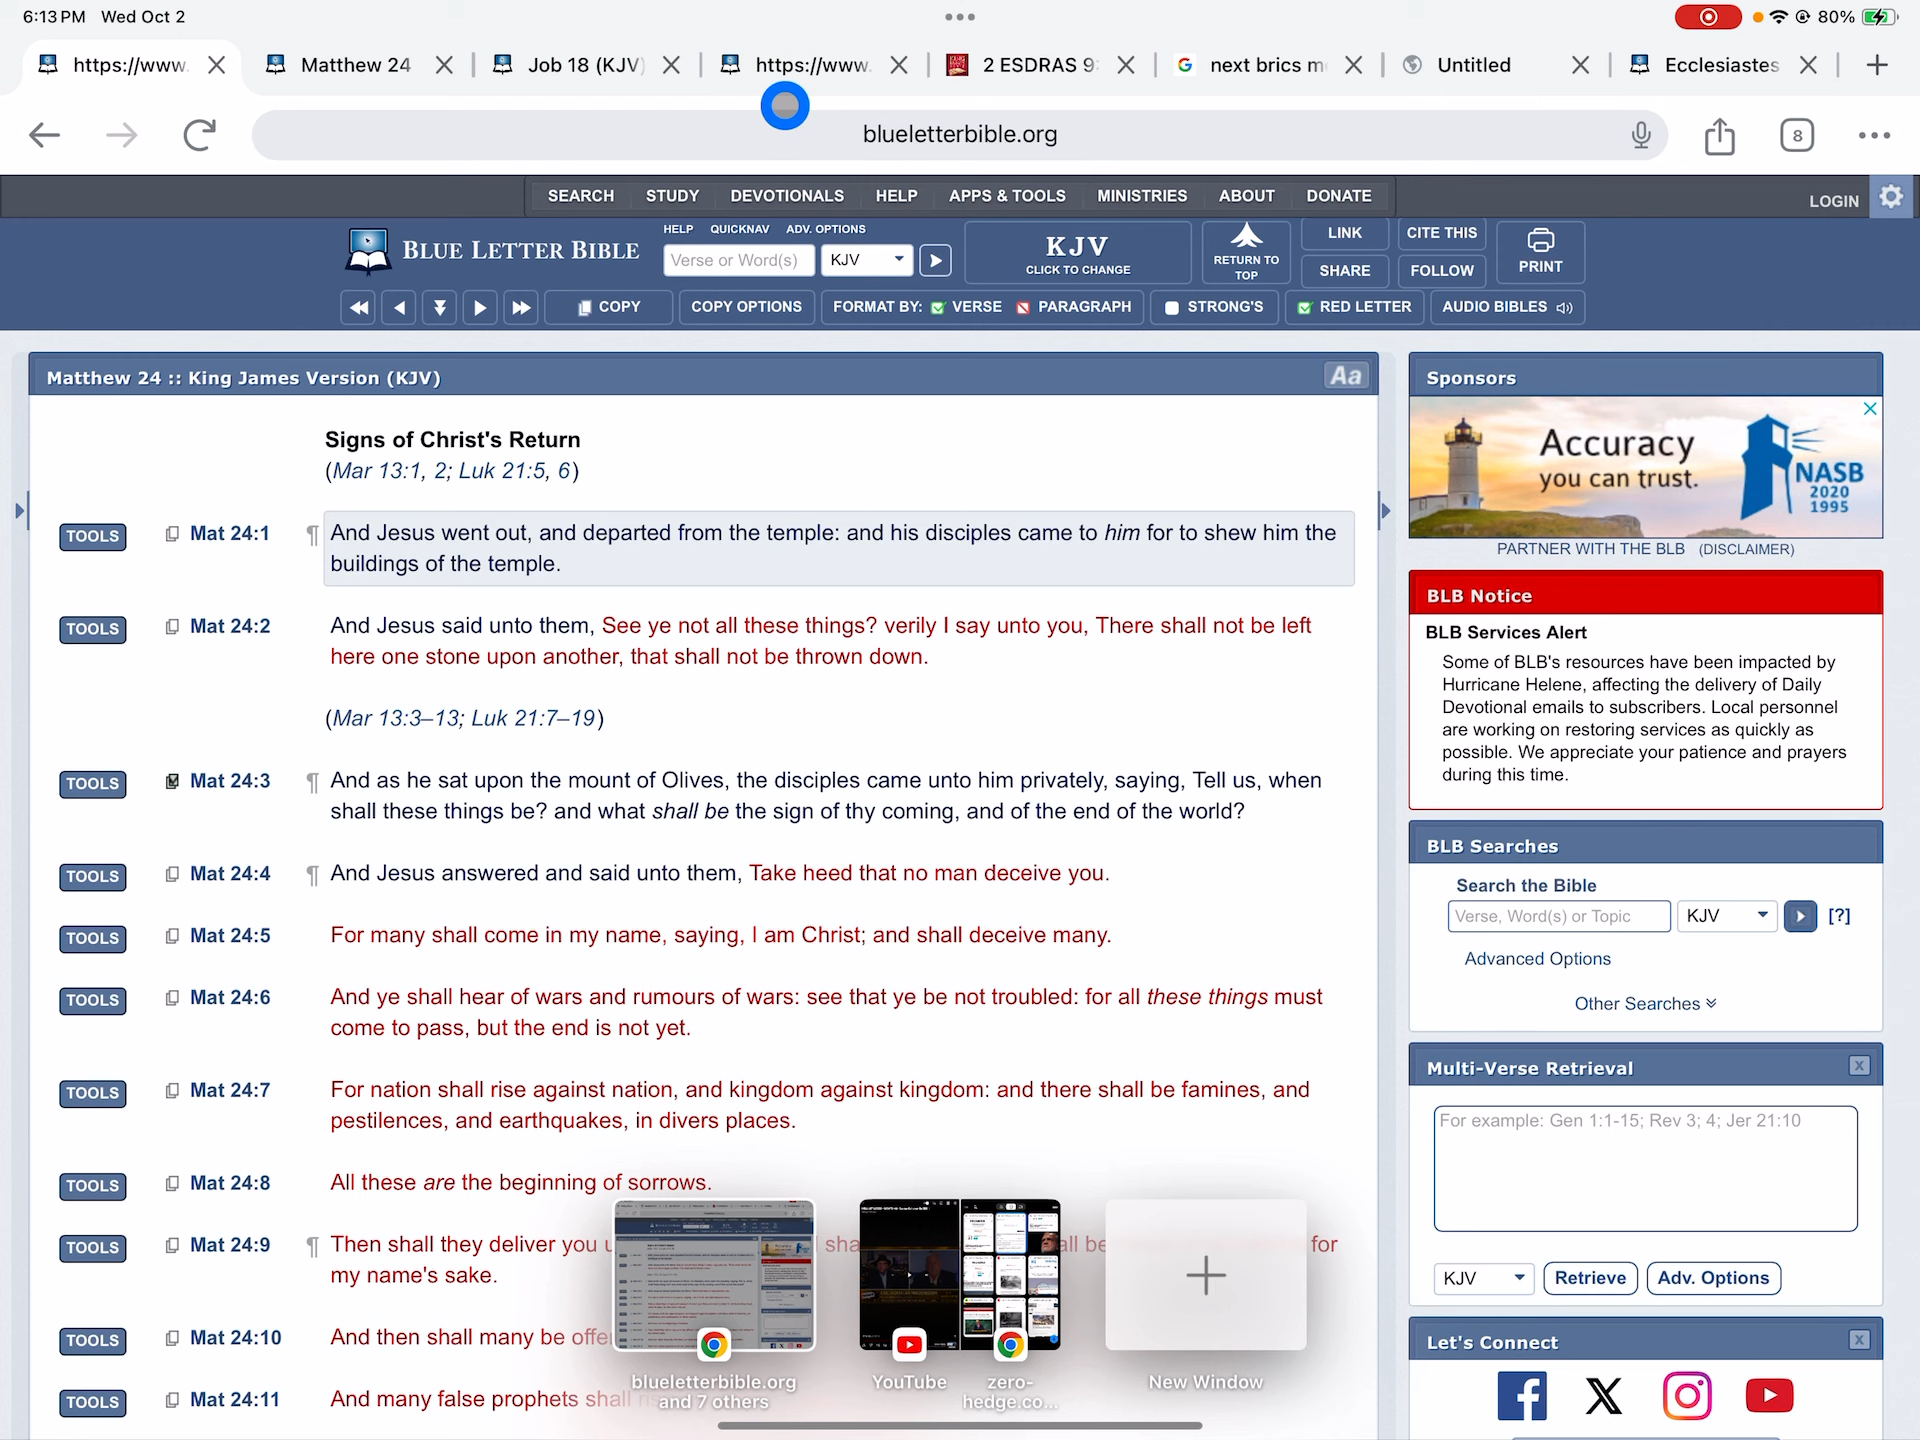 6:13 PM Wed Oct 2
80%
https://www.
Matthew 24
Job 18 (KJV)
https://www.
2 ESDRAS 9:
next brics m
Untitled
Ecclesiastes
blueletterbible.org
8
SEARCH STUDY DEVOTIONALS HELP APPS & TOOLS MINISTRIES ABOUT DONATE
LOGIN
BLUE LETTER BIBLE
HELP QUICKNAV ADV. OPTIONS
Verse or Word(s)
KJV
KJV
CLICK TO CHANGE
RETURN TO
TOP
LINK
CITE THIS
SHARE
FOLLOW
PRINT
COPY
COPY OPTIONS
FORMAT BY: VERSE PARAGRAPH
STRONG'S
RED LETTER
AUDIO BIBLES
Matthew 24 :: King James Version (KJV)
Aa
Signs of Christ's Return
(Mar 13:1, 2; Luk 21:5, 6)
TOOLS Mat 24:1 ¶ And Jesus went out, and departed from the temple: and his disciples came to him for to shew him the
buildings of the temple.
TOOLS Mat 24:2 And Jesus said unto them, See ye not all these things? verily I say unto you, There shall not be left
here one stone upon another, that shall not be thrown down.
(Mar 13:3–13; Luk 21:7–19)
TOOLS Mat 24:3 ¶ And as he sat upon the mount of Olives, the disciples came unto him privately, saying, Tell us, when
shall these things be? and what shall be the sign of thy coming, and of the end of the world?
TOOLS Mat 24:4 ¶ And Jesus answered and said unto them, Take heed that no man deceive you.
TOOLS Mat 24:5 For many shall come in my name, saying, I am Christ; and shall deceive many.
TOOLS Mat 24:6 And ye shall hear of wars and rumours of wars: see that ye be not troubled: for all these things must
come to pass, but the end is not yet.
TOOLS Mat 24:7 For nation shall rise against nation, and kingdom against kingdom: and there shall be famines, and
pestilences, and earthquakes, in divers places.
TOOLS Mat 24:8 All these are the beginning of sorrows.
TOOLS Mat 24:9 ¶ Then shall they deliver you for
my name's sake.
TOOLS Mat 24:10 And then shall many be
TOOLS Mat 24:11 And many false prophets shall
blueletterbible.org
and 7 others
YouTube
zero-
hedge.co...
New Window
Sponsors
Accuracy
you can trust.
NASB
2020
1995
PARTNER WITH THE BLB (DISCLAIMER)
BLB Notice
BLB Services Alert
Some of BLB's resources have been impacted by
Hurricane Helene, affecting the delivery of Daily
Devotional emails to subscribers. Local personnel
are working on restoring services as quickly as
possible. We appreciate your patience and prayers
during this time.
BLB Searches
Search the Bible
Verse, Word(s) or Topic
KJV
[?]
Advanced Options
Other Searches
Multi-Verse Retrieval
x
For example: Gen 1:1-15; Rev 3; 4; Jer 21:10
KJV
Retrieve
Adv. Options
Let's Connect
x